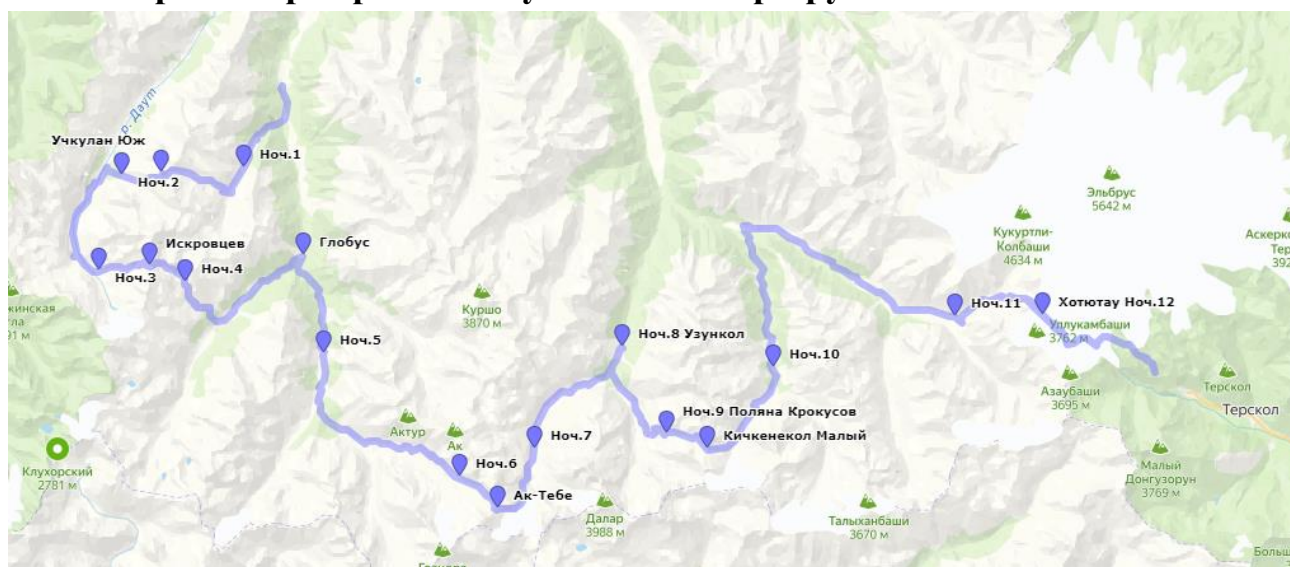 р. Даут
Учкулан Юж
Ноч.1
Ноч.2
Эльбрус
5642 м
Кукуртли-
Колбаши
4634 м
Искровцев
Глобус
Ноч.3
Ноч.4
Куршо
3870 м
Ноч.11
Хотютау Ноч.12
Уллукамбаши
3762 м
Ноч.5
Ноч.8 Узункол
Ноч.10
Азаубаши
3695 м
Терскол
Терскол
Ноч.9 Поляна Крокусов
Актур
Ак
Ноч.7
Кичкенекол Малый
Клухорский
2781 м
Ноч.6
Малый
Донгузорун
3769 м
Ак-Тебе
Далар
3988 м
Талыханбаши
3670 м